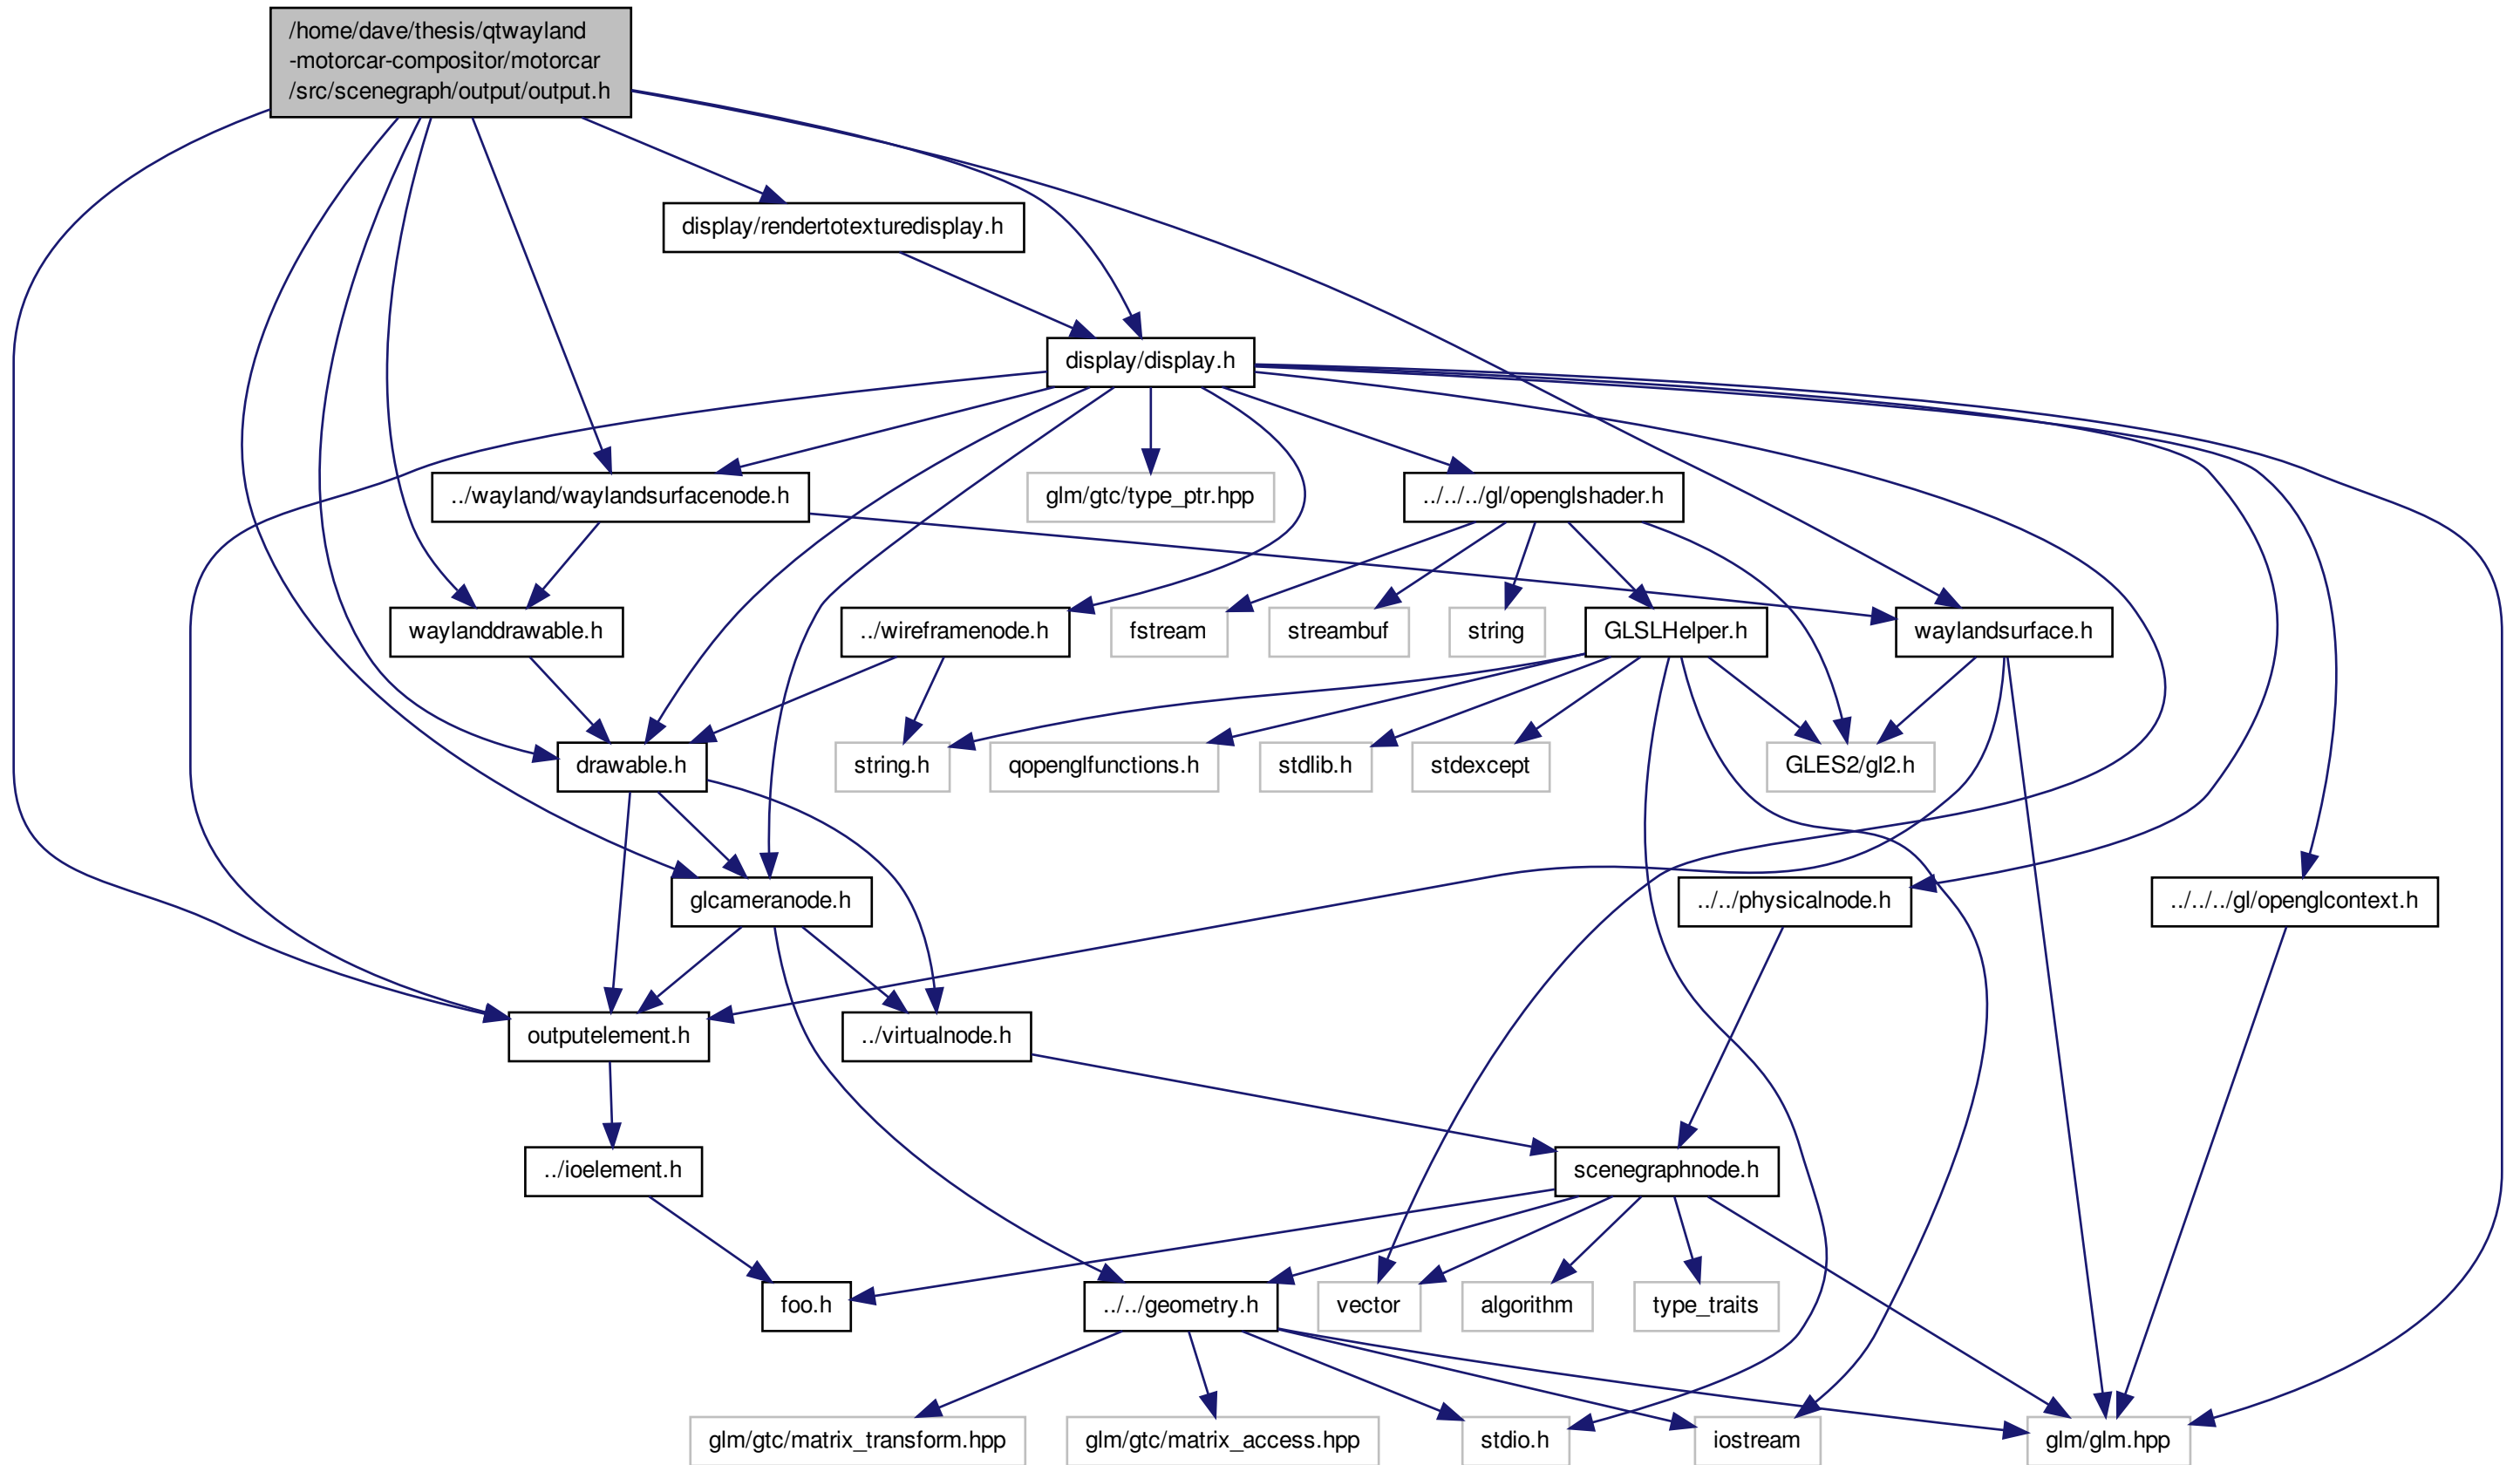 /home/dave/thesis/qtwayland
-motorcar-compositor/motorcar
/src/scenegraph/output/output.h
display/rendertotexturedisplay.h
display/display.h
../wayland/waylandsurfacenode.h
glm/gtc/type_ptr.hpp
../../../gl/openglshader.h
waylanddrawable.h
../wireframenode.h
fstream
streambuf
string
GLSLHelper.h
waylandsurface.h
drawable.h
string.h
qopenglfunctions.h
stdlib.h
stdexcept
GLES2/gl2.h
glcameranode.h
../../physicalnode.h
../../../gl/openglcontext.h
outputelement.h
../virtualnode.h
../ioelement.h
scenegraphnode.h
foo.h
../../geometry.h
vector
algorithm
type_traits
glm/gtc/matrix_transform.hpp
glm/gtc/matrix_access.hpp
stdio.h
iostream
glm/glm.hpp